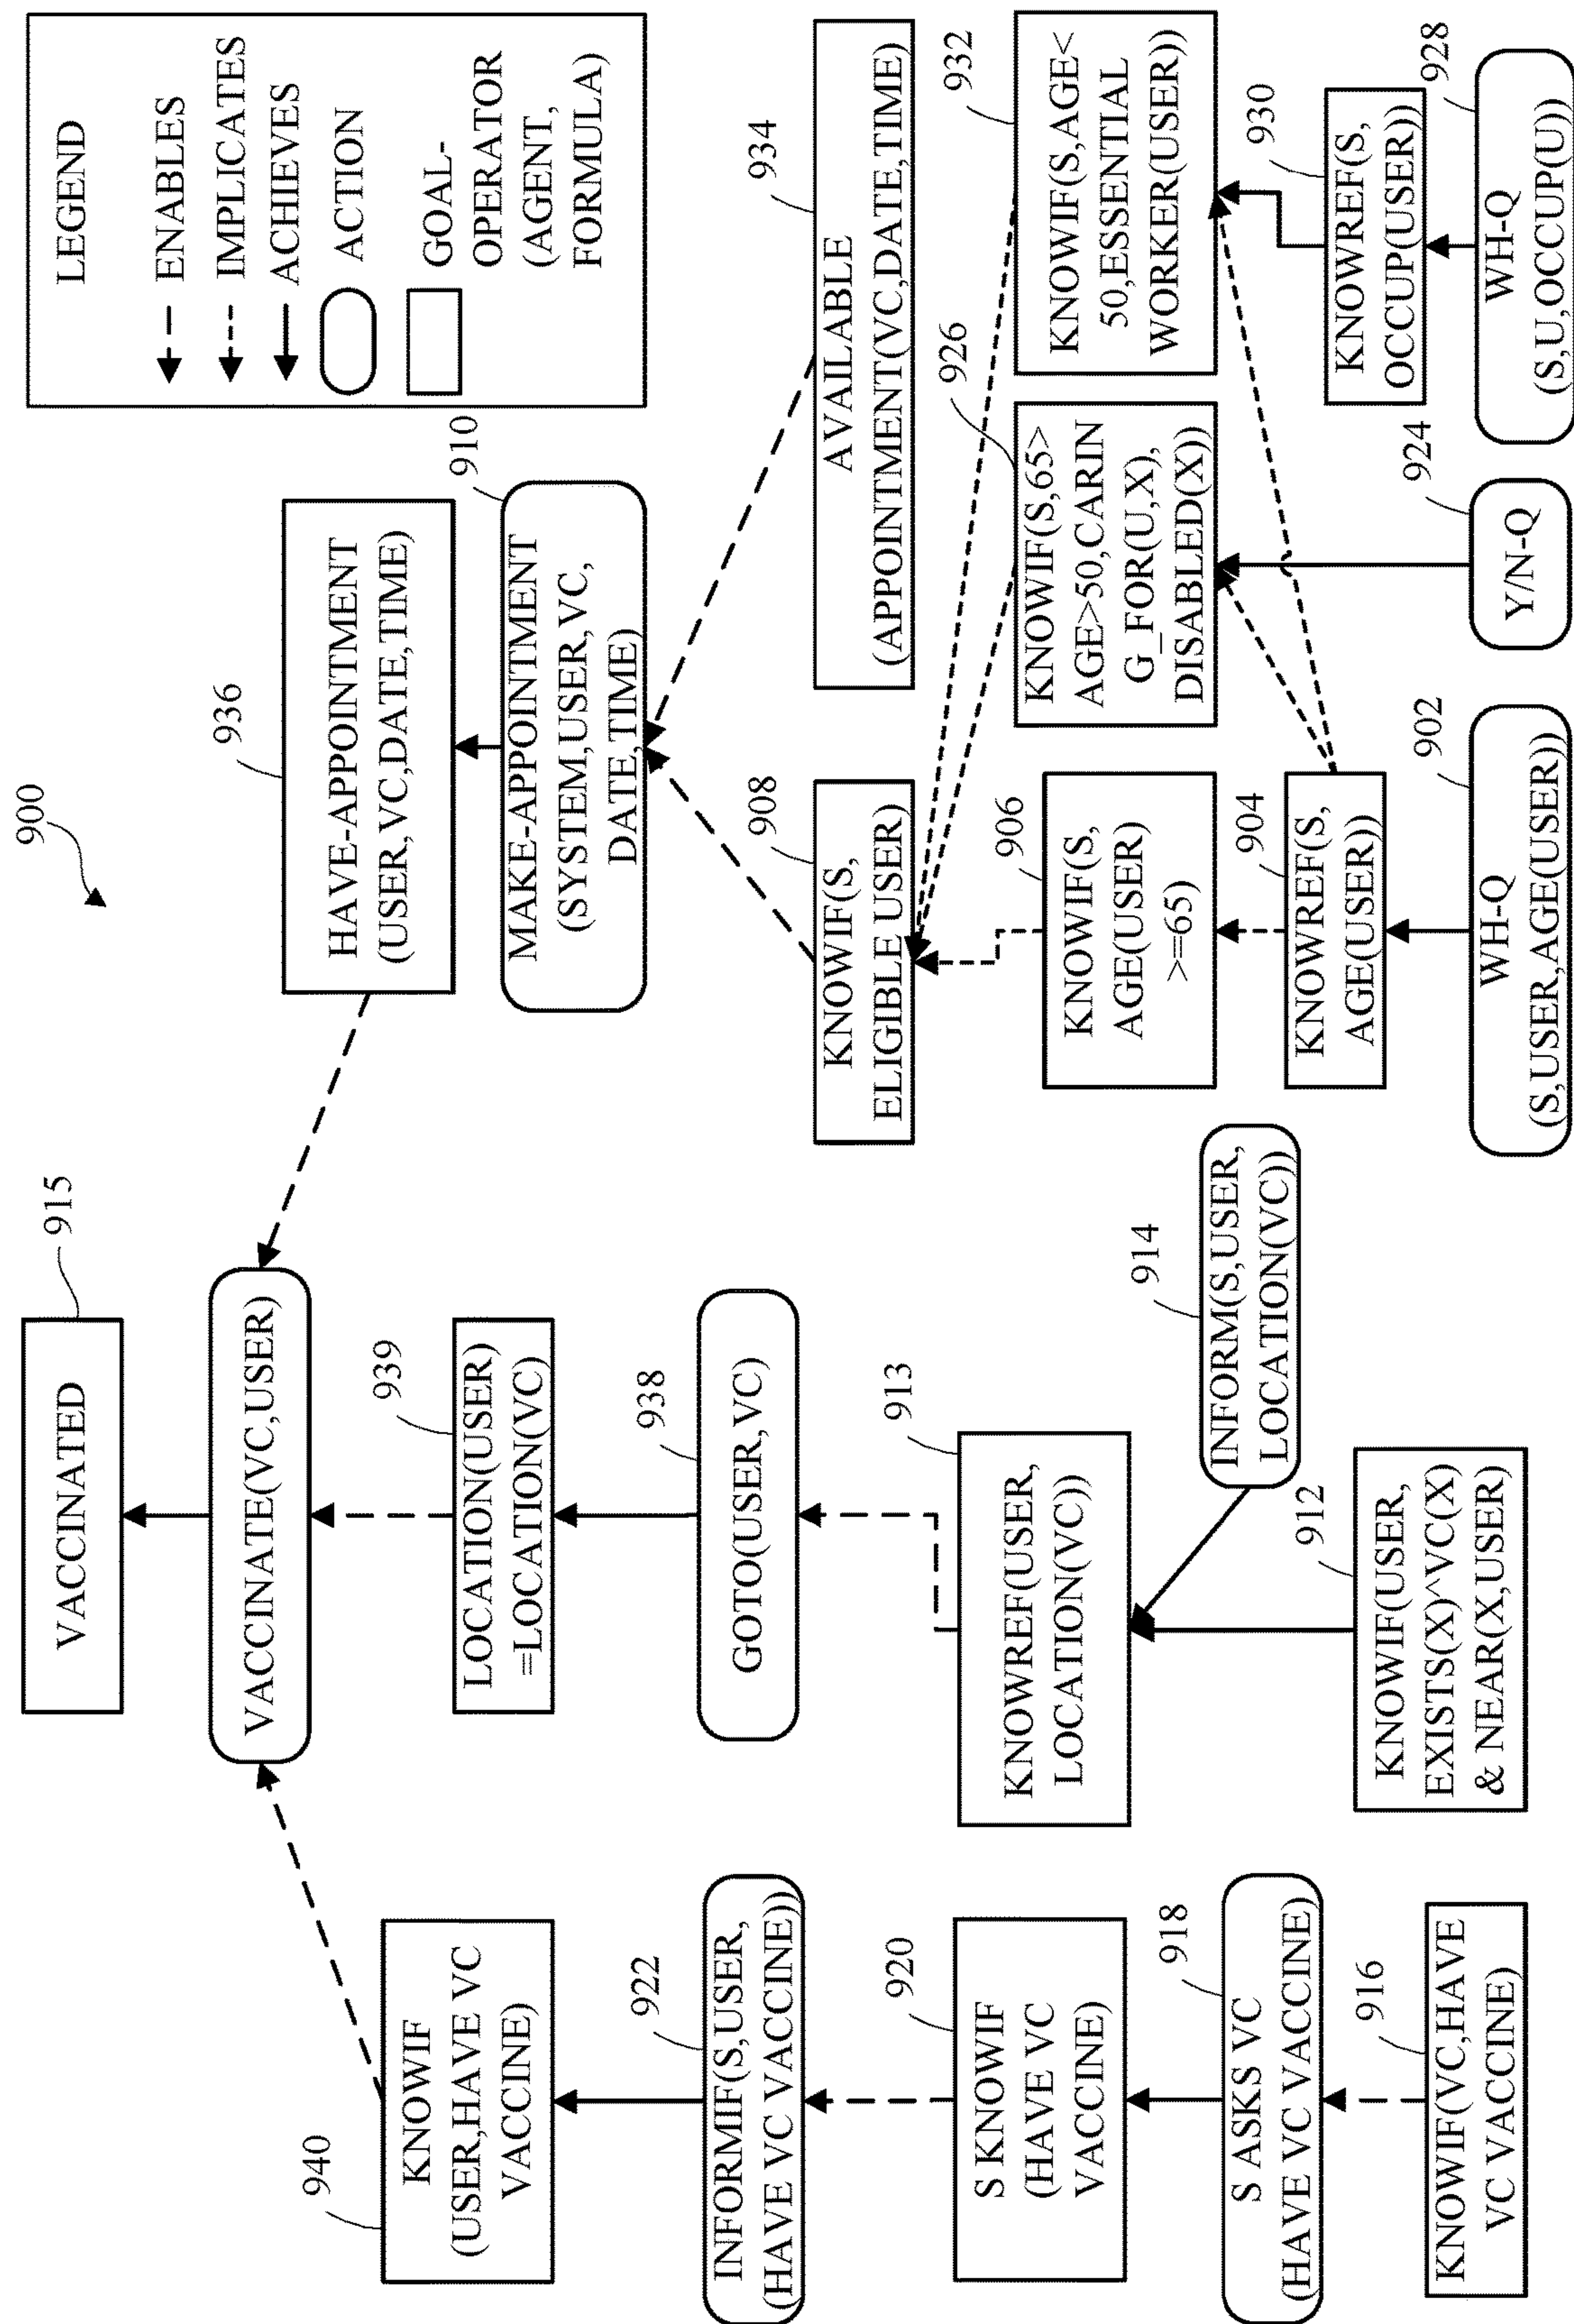 900
915
VACCINATED
VACCINATE(VC,USER)
940
KNOWIF
(USER,HAVE VC
VACCINE)
939
LOCATION(USER)
=LOCATION(VC)
936
HAVE-APPOINTMENT
(USER,VC,DATE,TIME)
922
INFORMIF(S,USER,
(HAVE VC VACCINE))
938
GOTO(USER,VC)
910
MAKE-APPOINTMENT
(SYSTEM,USER,VC,
DATE,TIME)
920
S KNOWIF
(HAVE VC
VACCINE)
913
KNOWREF(USER,
LOCATION(VC))
908
KNOWIF(S,
ELIGIBLE USER)
934
AVAILABLE
(APPOINTMENT(VC,DATE,TIME)
918
S ASKS VC
(HAVE VC VACCINE)
914
INFORM(S,USER,
LOCATION(VC))
906
KNOWIF(S,
AGE(USER)
>=65)
926
KNOWIF(S,65>
AGE>50,CARIN
G_FOR(U,X),
DISABLED(X))
932
KNOWIF(S,AGE<
50,ESSENTIAL
WORKER(USER))
916
KNOWIF(VC,HAVE
VC VACCINE)
912
KNOWIF(USER,
EXISTS(X)^VC(X)
& NEAR(X,USER)
904
KNOWREF(S,
AGE(USER))
930
KNOWREF(S,
OCCUP(USER))
902
WH-Q
(S,USER,AGE(USER))
924
Y/N-Q
928
WH-Q
(S,U,OCCUP(U))
LEGEND
ENABLES
IMPLICATES
ACHIEVES
ACTION
GOAL-
OPERATOR
(AGENT,
FORMULA)